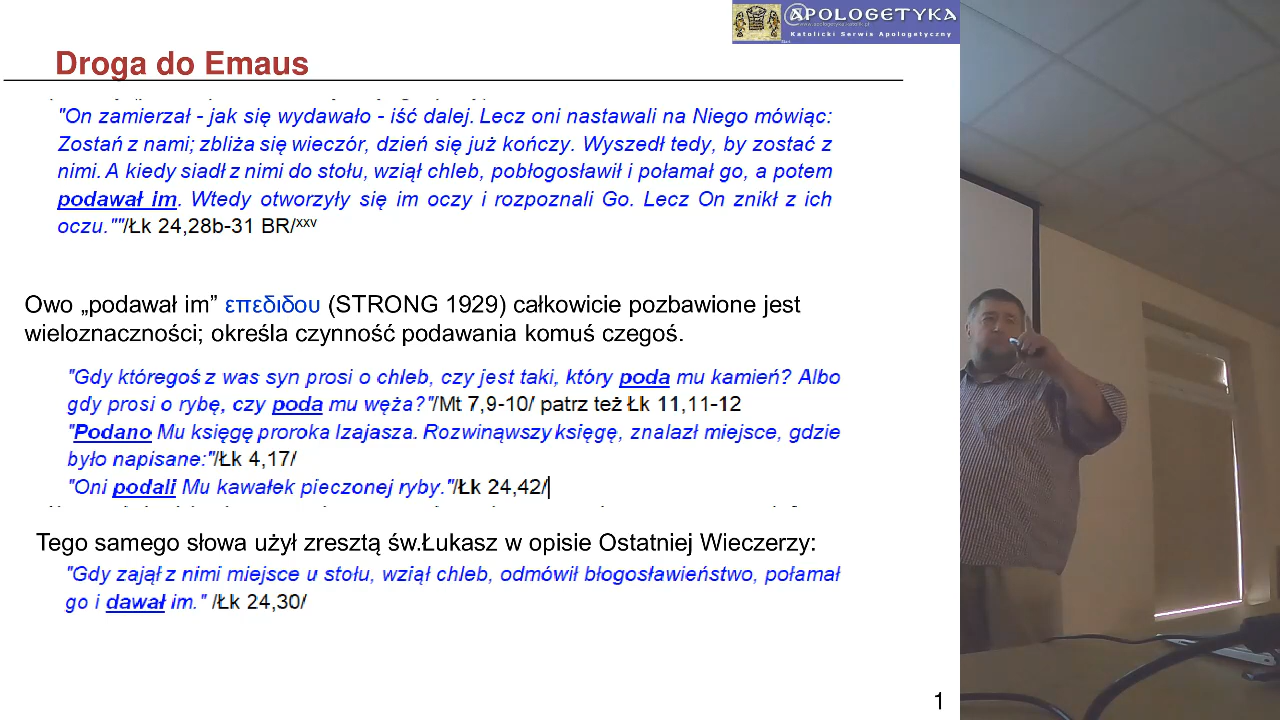 @POLOGETYKA
Katolicki Serwis Apologetyczny
Droga do Emaus
"On zamierzał - jak się wydawało - iść dalej. Lecz oni nastawali na Niego mówiąc:
Zostań z nami; zbliża się wieczór, dzień się już kończy. Wyszedł tedy, by zostać z
nimi. A kiedy siadł z nimi do stołu, wziął chleb, pobłogosławił i połamał go, a potem
podawał im. Wtedy otworzyły się im oczy i rozpoznali Go. Lecz On znikł z ich
oczu.""/Łk 24,28b-31 BR/xxv
Owo „podawał im” επεδιδου (STRONG 1929) całkowicie pozbawione jest
wieloznaczności; określa czynność podawania komuś czegoś.
"Gdy któregoś z was syn prosi o chleb, czy jest taki, który poda mu kamień? Albo
gdy prosi o rybę, czy poda mu węża?"/Mt 7,9-10/ patrz też Łk 11,11-12
"Podano Mu księgę proroka Izajasza. Rozwinąwszy księgę, znalazł miejsce, gdzie
było napisane:"/Łk 4,17/
"Oni podali Mu kawałek pieczonej ryby."/Łk 24,42/
Tego samego słowa użył zresztą św.Łukasz w opisie Ostatniej Wieczerzy:
"Gdy zajął z nimi miejsce u stołu, wziął chleb, odmówił błogosławieństwo, połamał
go i dawał im." /Łk 24,30/
1